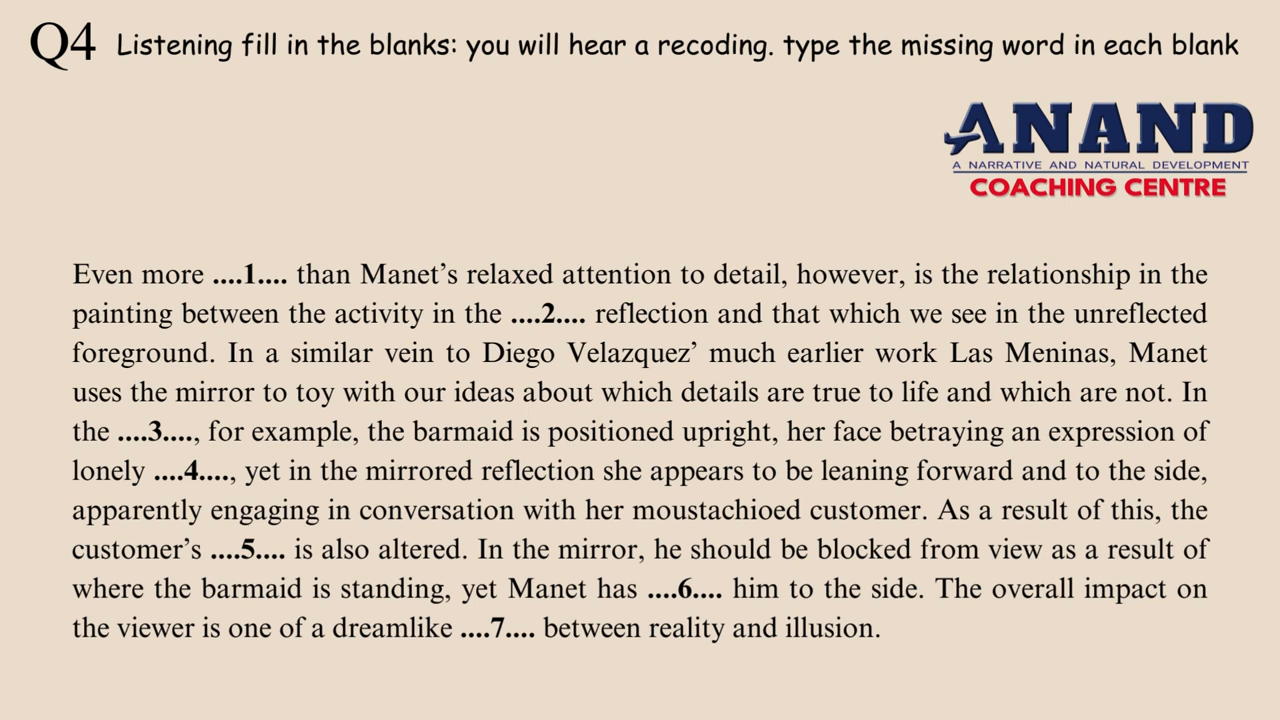 Q4 Listening fill in the blanks: you will hear a recoding. type the missing word in each blank
ANAND
A NARRATIVE AND NATURAL DEVELOPMENT
COACHING CENTRE
Even more ....1.... than Manet’s relaxed attention to detail, however, is the relationship in the
painting between the activity in the ....2.... reflection and that which we see in the unreflected
foreground. In a similar vein to Diego Velazquez’ much earlier work Las Meninas, Manet
uses the mirror to toy with our ideas about which details are true to life and which are not. In
the ....3...., for example, the barmaid is positioned upright, her face betraying an expression of
lonely ....4...., yet in the mirrored reflection she appears to be leaning forward and to the side,
apparently engaging in conversation with her moustachioed customer. As a result of this, the
customer’s ....5.... is also altered. In the mirror, he should be blocked from view as a result of
where the barmaid is standing, yet Manet has ....6.... him to the side. The overall impact on
the viewer is one of a dreamlike ....7.... between reality and illusion.